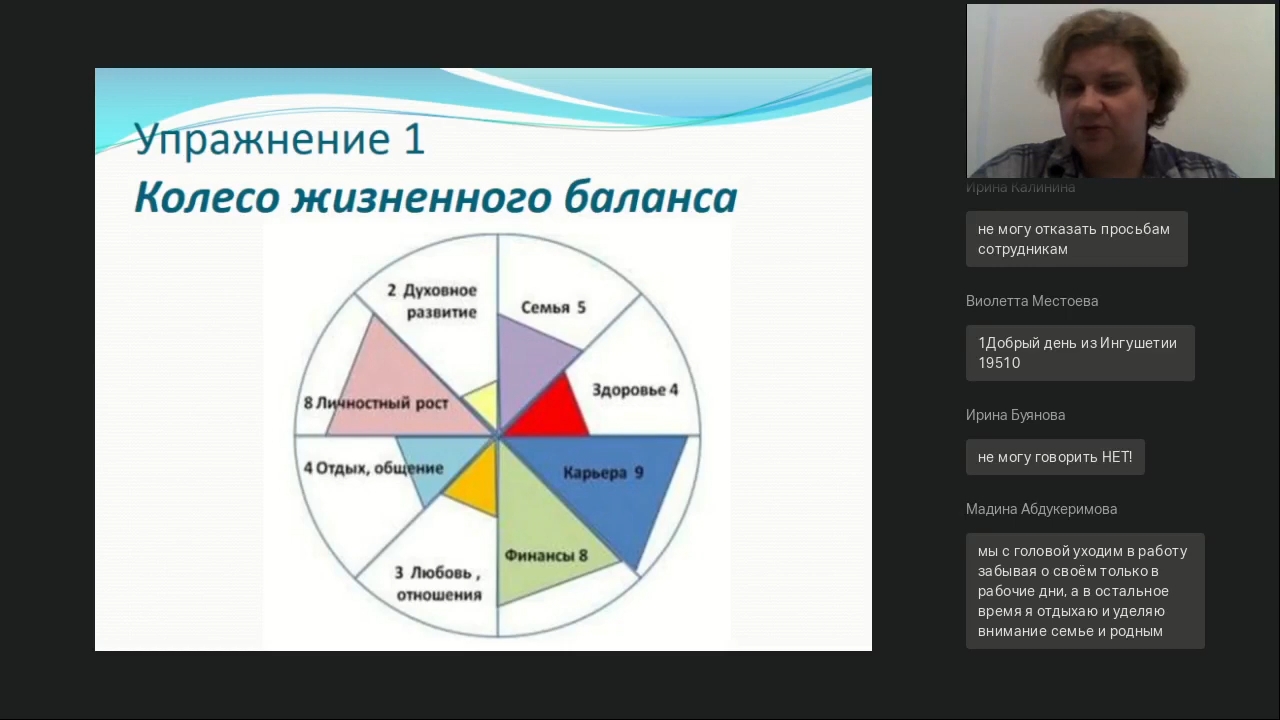 Упражнение 1
Колесо жизненного баланса
2 Духовное
развитие
Семья 5
Здоровье 4
8 Личностный рост
4 Отдых, общение
Карьера 9
Финансы 8
3 Любовь ,
отношения
Ирина Калинина
не могу отказать просьбам
сотрудникам
Виолетта Местоева
1Добрый день из Ингушетии
19510
Ирина Буянова
не могу говорить НЕТ!
Мадина Абдукеримова
мы с головой уходим в работу
забывая о своём только в
рабочие дни, а в остальное
время я отдыхаю и уделяю
внимание семье и родным